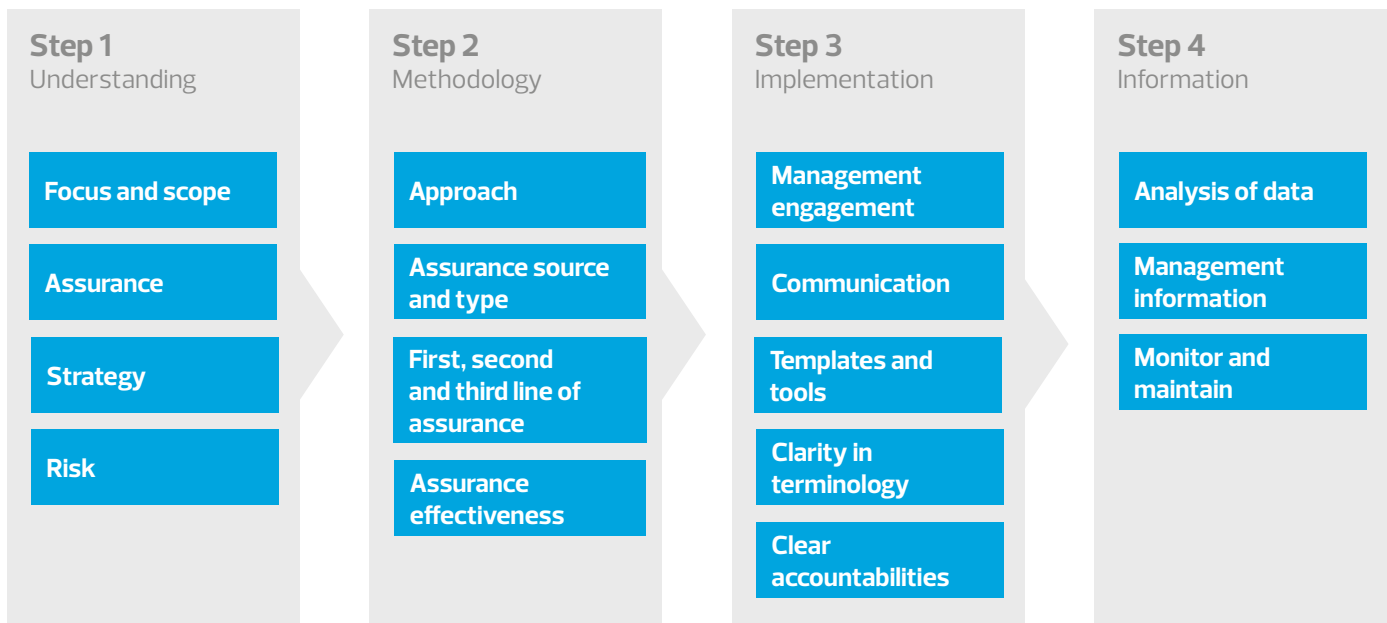 Step 1
Understanding
Focus and scope
Assurance
Strategy
Risk
Step 2
Methodology
Approach
Assurance source
and type
First, second
and third line of
assurance
Assurance
effectiveness
Step 3
Implementation
Management
engagement
Communication
Templates and
tools
Clarity in
terminology
Clear
accountabilities
Step 4
Information
Analysis of data
Management
information
Monitor and
maintain